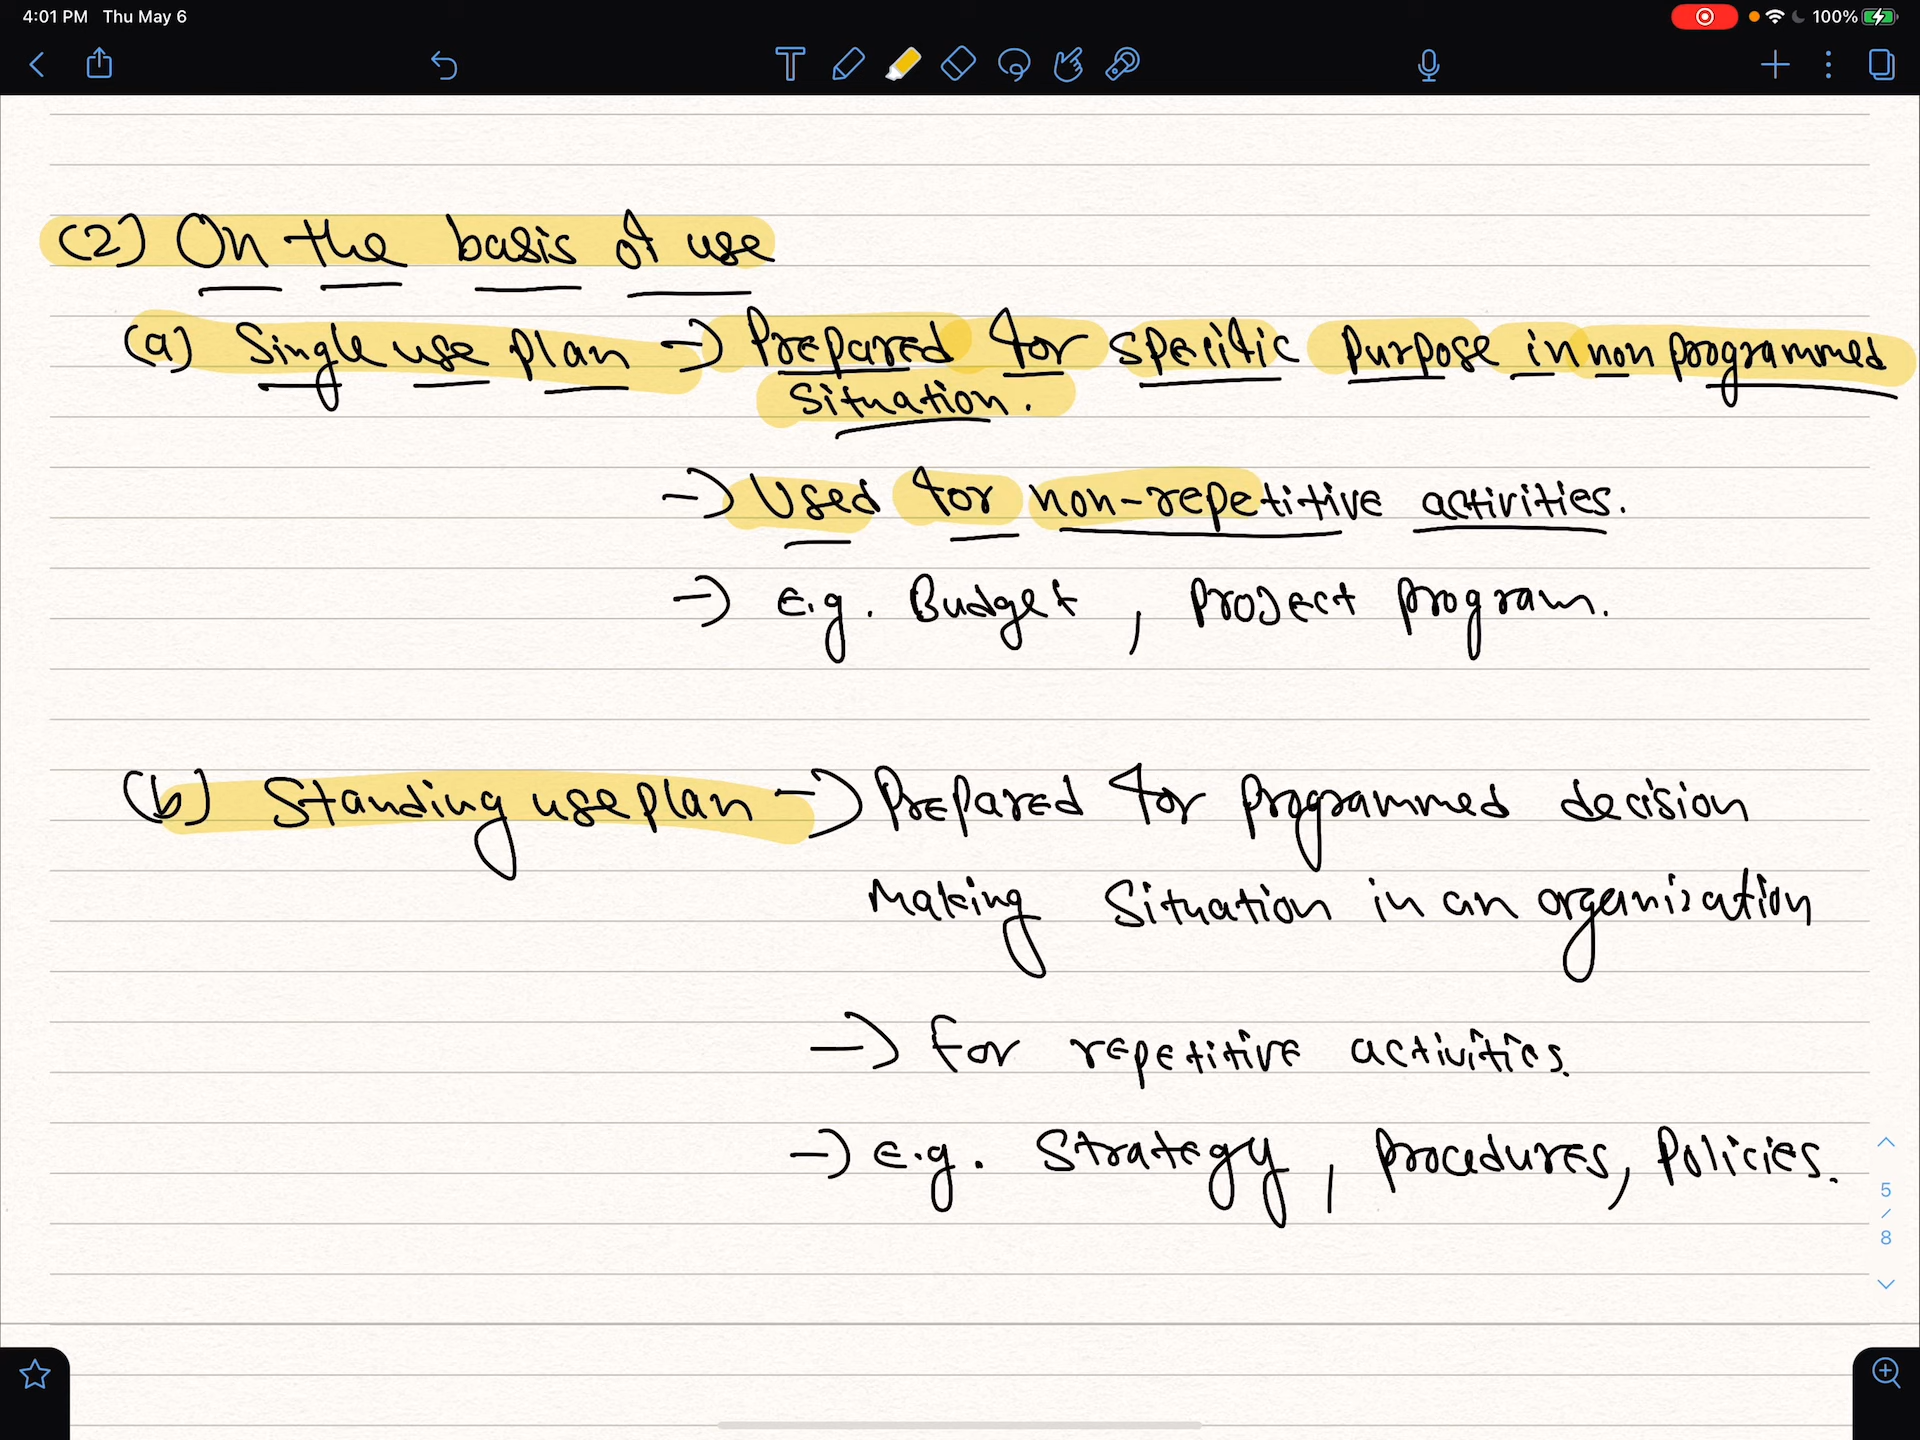 4:01 PM Thu May 6
100%
(2) On the basis of use
(a) Single use plan → Prepared for specific purpose in non programmed
situation.
→ Used for non-repetitive activities.
→ E.g. Budget, project program.
(b) Standing use plan → Prepared for programmed decision
Making Situation in an organization
→ For repetitive activities.
→ E.g. Strategy, procedures, policies.
5
/
8